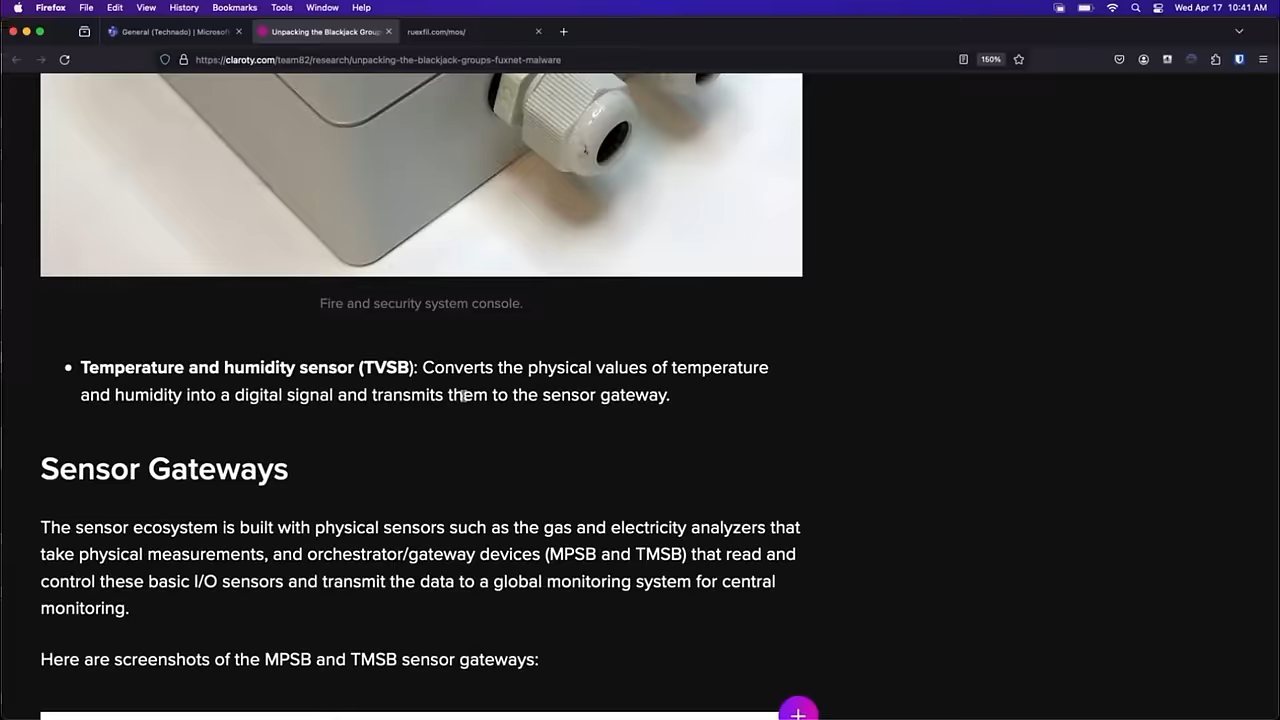 Firefox File Edit View History Bookmarks Tools Window Help Wed Apr 17 10:41 AM
General (Technado) | Microsoft Unpacking the Blackjack Group ruexfil.com/mos/
https://claroty.com/team82/research/unpacking-the-blackjack-groups-fuxnet-malware 150%
Fire and security system console.
• Temperature and humidity sensor (TVSB): Converts the physical values of temperature
and humidity into a digital signal and transmits them to the sensor gateway.
Sensor Gateways
The sensor ecosystem is built with physical sensors such as the gas and electricity analyzers that
take physical measurements, and orchestrator/gateway devices (MPSB and TMSB) that read and
control these basic I/O sensors and transmit the data to a global monitoring system for central
monitoring.
Here are screenshots of the MPSB and TMSB sensor gateways: